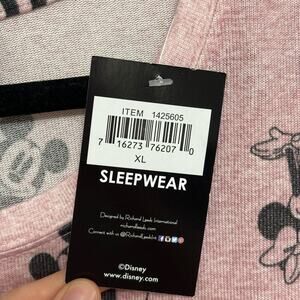 ITEM 1425605
7 16273 76207 0
XL
SLEEPWEAR
Designed by Richard Leeds International
richardleeds.com
Connect with us @RichardLeedsInt
©Disney
www.disney.com